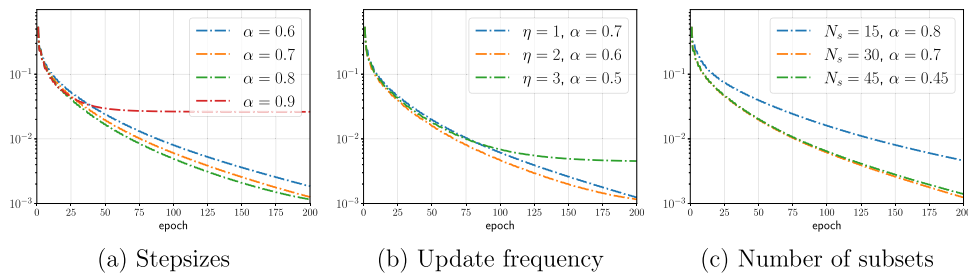 10⁻¹
10⁻²
10⁻³
0 25 50 75 100 125 150 175 200
epoch
α = 0.6
α = 0.7
α = 0.8
α = 0.9
(a) Stepsizes
10⁻¹
10⁻²
10⁻³
0 25 50 75 100 125 150 175 200
epoch
η = 1, α = 0.7
η = 2, α = 0.6
η = 3, α = 0.5
(b) Update frequency
10⁻¹
10⁻²
10⁻³
0 25 50 75 100 125 150 175 200
epoch
Nₛ = 15, α = 0.8
Nₛ = 30, α = 0.7
Nₛ = 45, α = 0.45
(c) Number of subsets